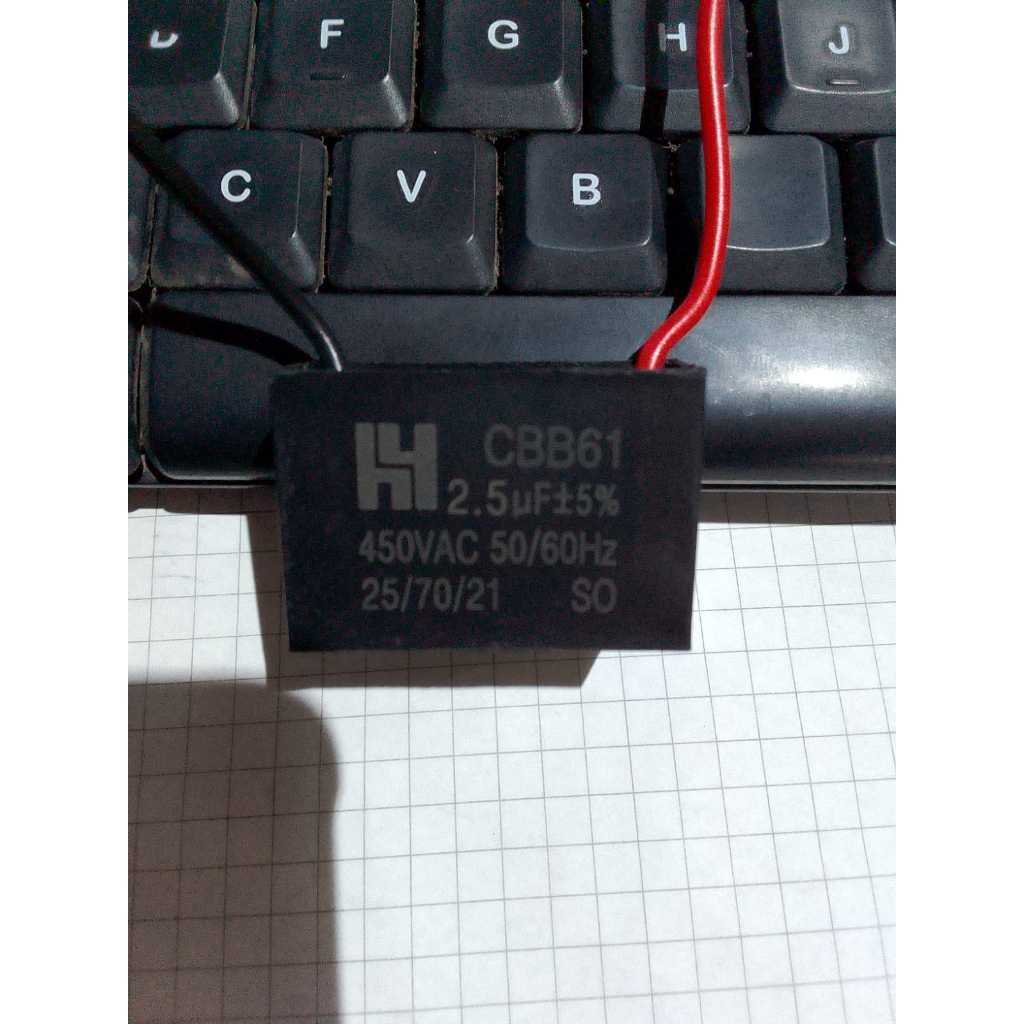 F G H J
C V B
CBB61
2.5µF±5%
450VAC 50/60Hz
25/70/21 SO